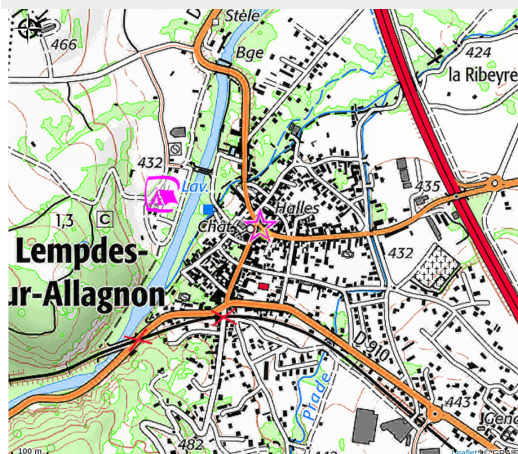 Stèle
466
Bge
424
la Ribeyre
432
Lav.
435
Halles
1,3
C
Chât.
432
Lempdes-
ur-Allagnon
D 910
Prade
443
482
100 m
Leaflet